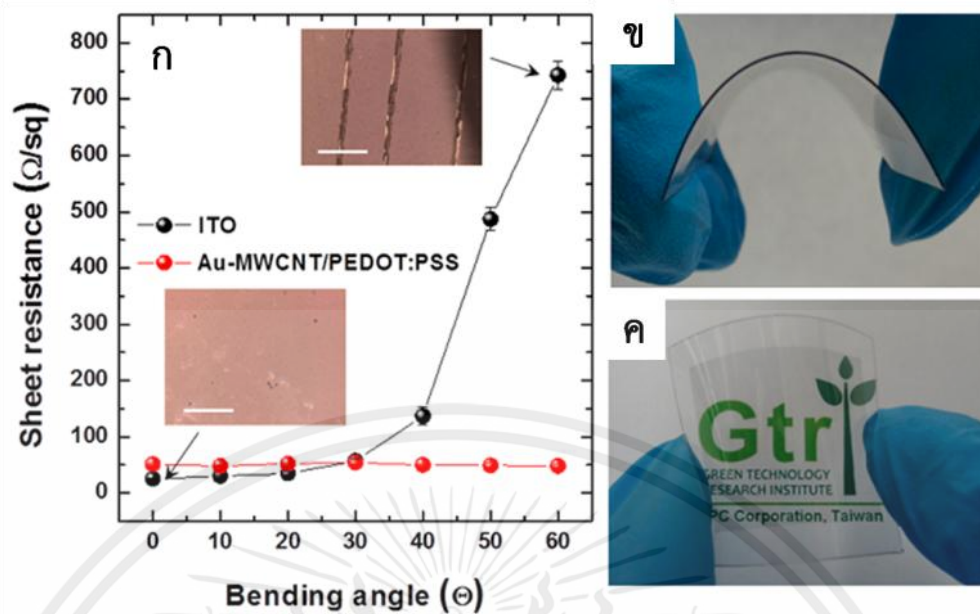 ก
800
700
600
500
400
300
200
100
0
Sheet resistance (Ω/sq)
ITO
Au-MWCNT/PEDOT:PSS
0 10 20 30 40 50 60
Bending angle (Θ)
ข
ค
Gtr
GREEN TECHNOLOGY
RESEARCH INSTITUTE
PC Corporation, Taiwan